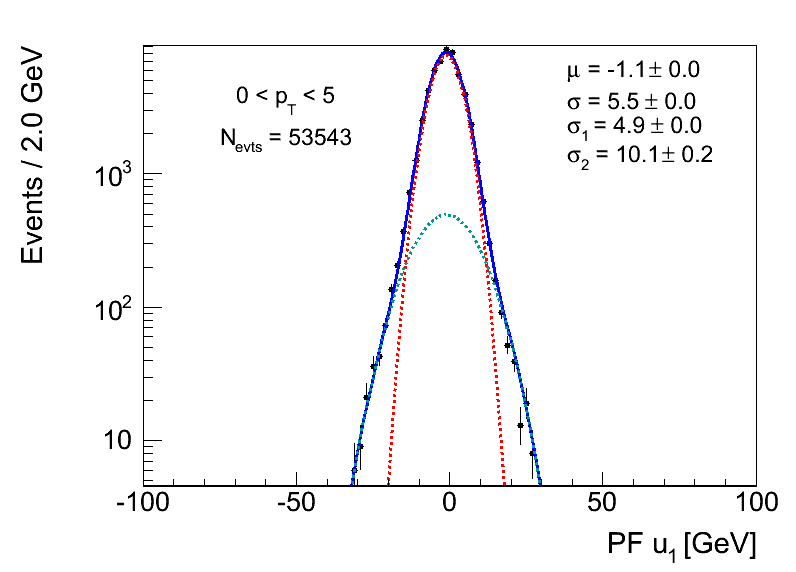 Events / 2.0 GeV
0 < p_T < 5
N_evts = 53543
μ = -1.1 ± 0.0
σ = 5.5 ± 0.0
σ_1 = 4.9 ± 0.0
σ_2 = 10.1 ± 0.2
10^3
10^2
10
-100 -50 0 50 100
PF u_1 [GeV]